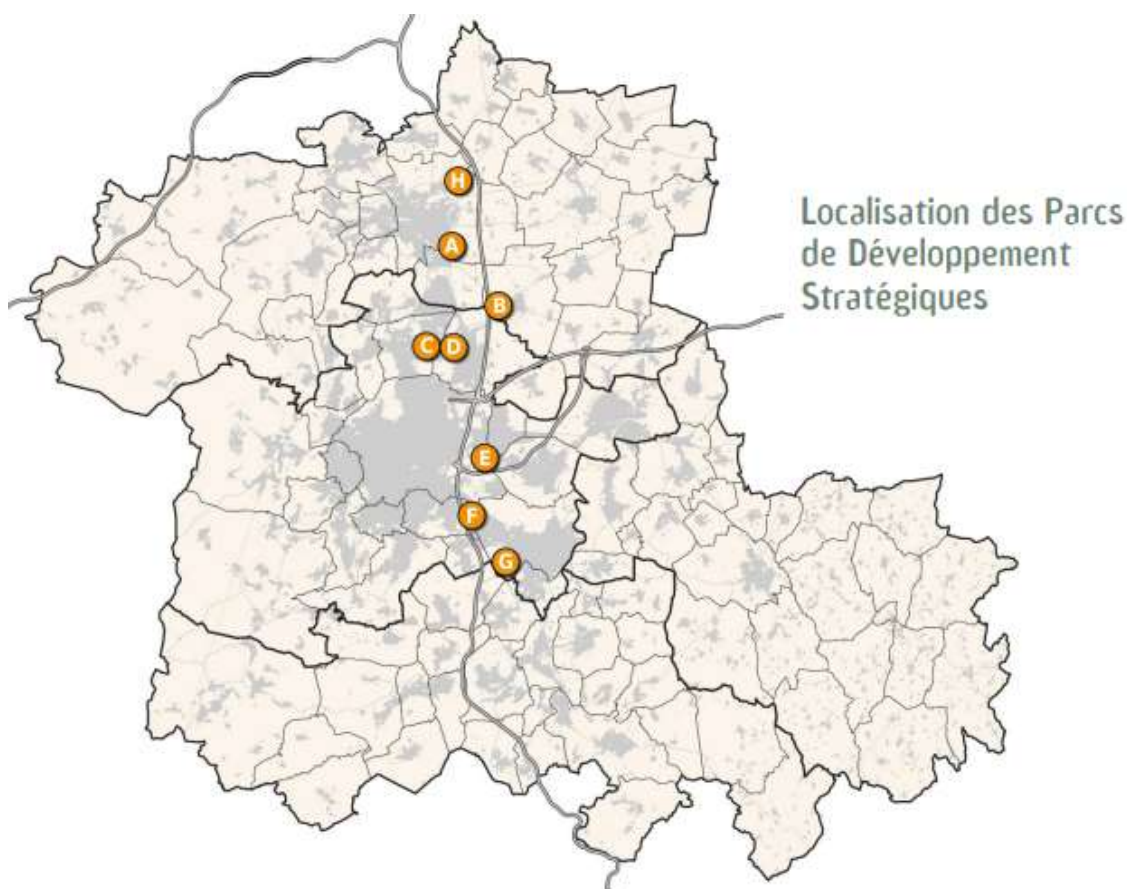 H
A
Localisation des Parcs
de Développement
Stratégiques
B
C D
E
F
G